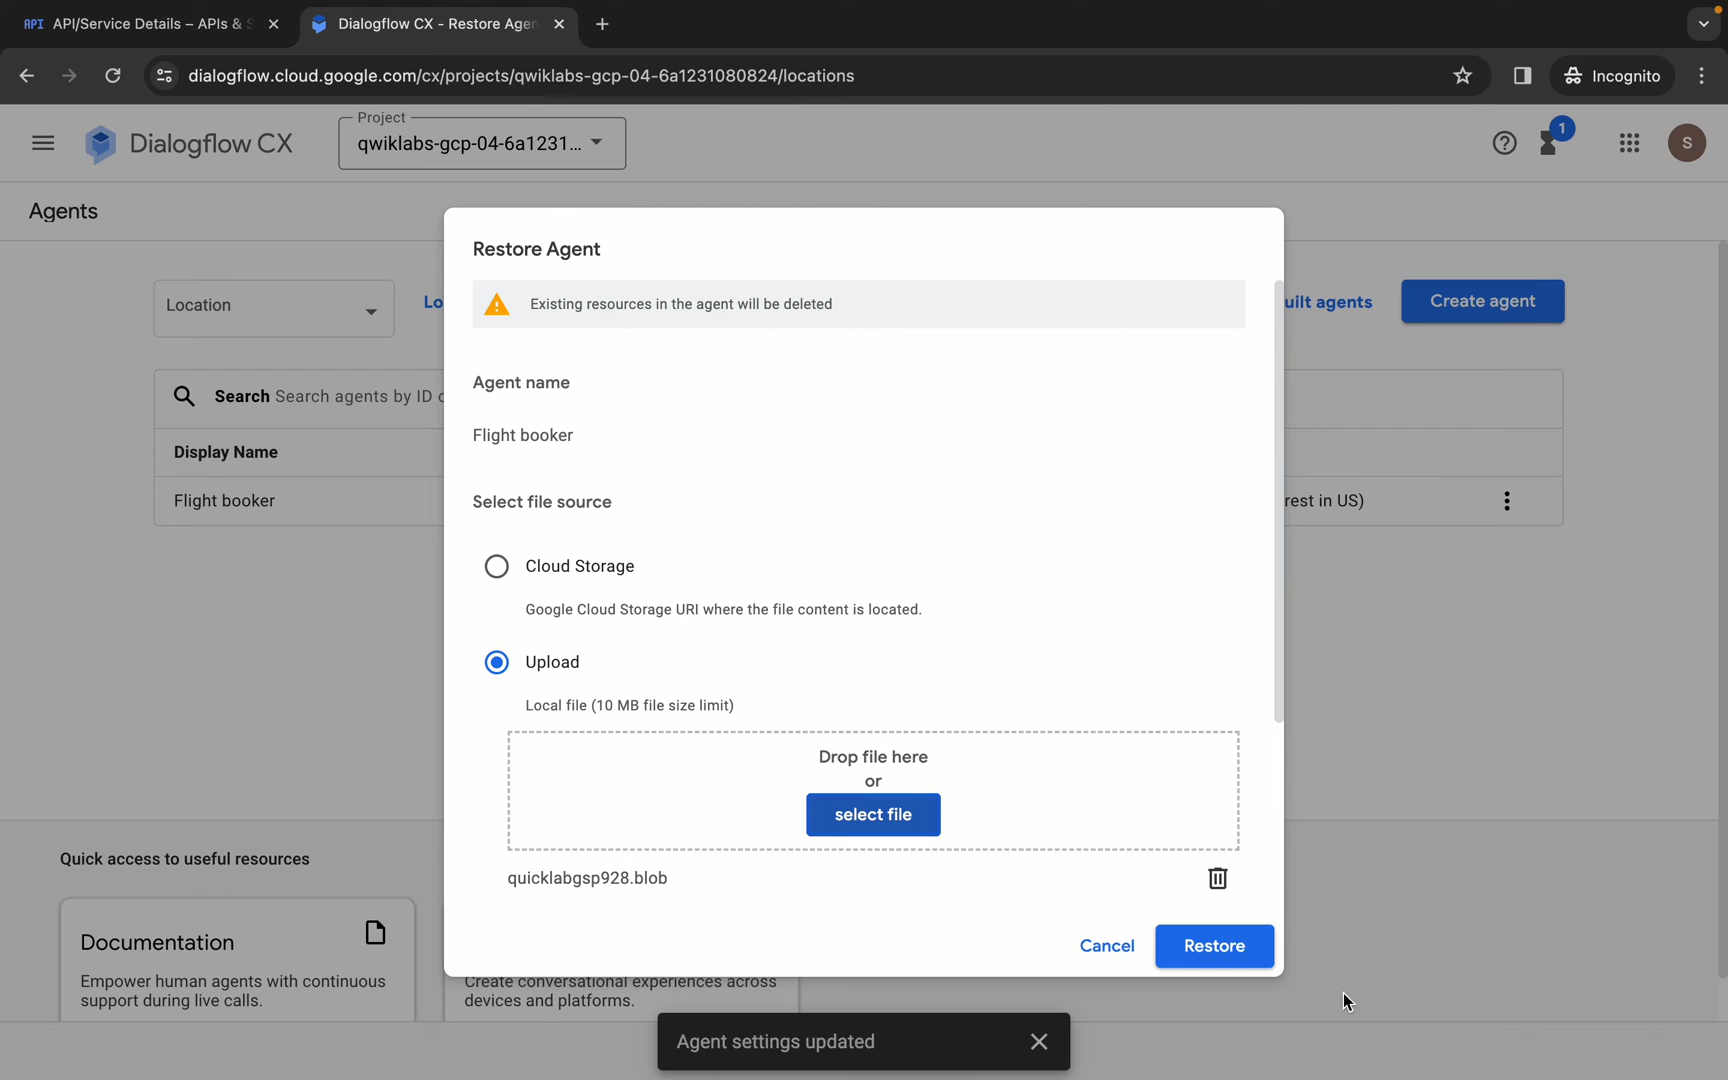 API API/Service Details – APIs & S
Dialogflow CX - Restore Agen
dialogflow.cloud.google.com/cx/projects/qwiklabs-gcp-04-6a1231080824/locations
Incognito
Dialogflow CX
Project
qwiklabs-gcp-04-6a1231...
1
S
Agents
Location
Lo
uilt agents
Create agent
Search Search agents by ID o
Display Name
Flight booker
rest in US)
Restore Agent
Existing resources in the agent will be deleted
Agent name
Flight booker
Select file source
Cloud Storage
Google Cloud Storage URI where the file content is located.
Upload
Local file (10 MB file size limit)
Drop file here
or
select file
quicklabgsp928.blob
Cancel
Restore
Quick access to useful resources
Documentation
Empower human agents with continuous
support during live calls.
Create conversational experiences across
devices and platforms.
Agent settings updated